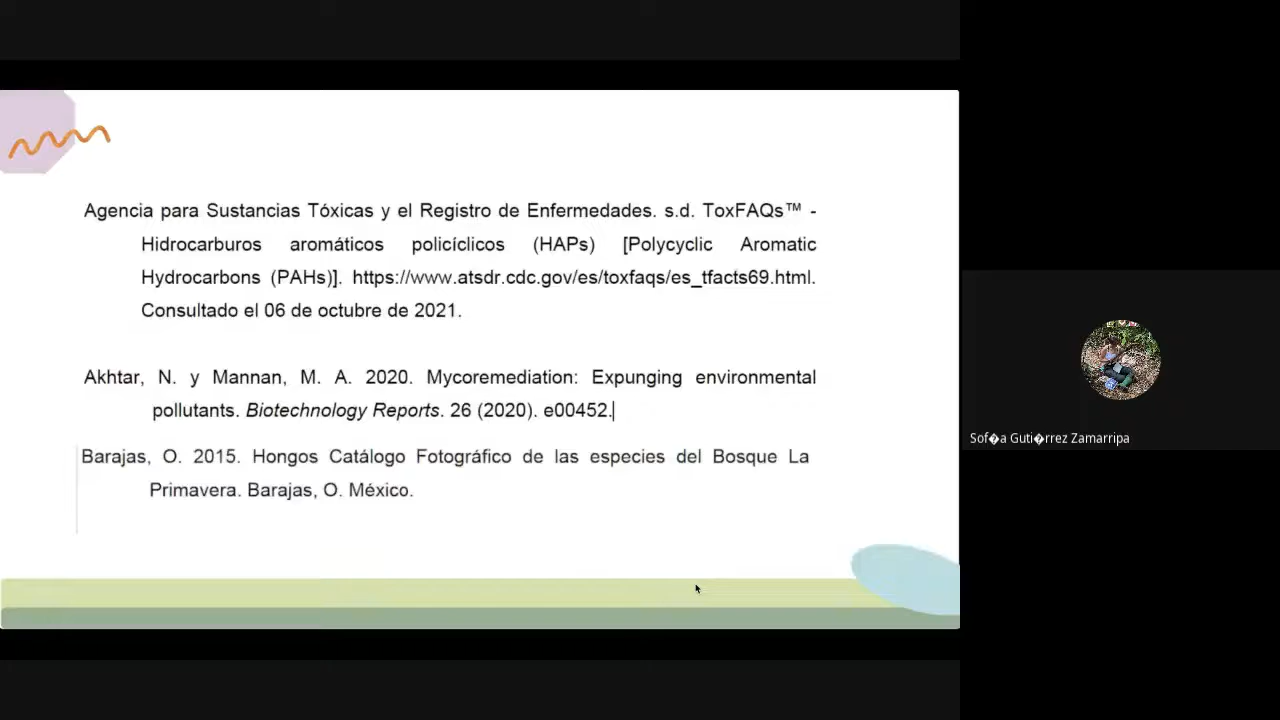 Agencia para Sustancias Tóxicas y el Registro de Enfermedades. s.d. ToxFAQs™ -
Hidrocarburos aromáticos policíclicos (HAPs) [Polycyclic Aromatic
Hydrocarbons (PAHs)]. https://www.atsdr.cdc.gov/es/toxfaqs/es_tfacts69.html.
Consultado el 06 de octubre de 2021.
Akhtar, N. y Mannan, M. A. 2020. Mycoremediation: Expunging environmental
pollutants. Biotechnology Reports. 26 (2020). e00452.
Barajas, O. 2015. Hongos Catálogo Fotográfico de las especies del Bosque La
Primavera. Barajas, O. México.
Sof�a Guti�rrez Zamarripa